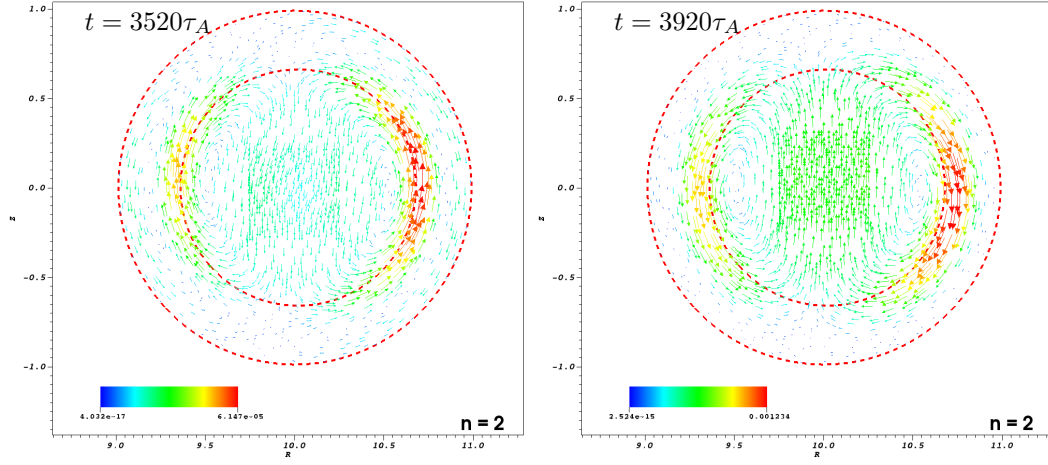 t = 3520τ_A
z
1.0
0.5
0.0
-0.5
-1.0
4.032e-17 6.147e-05
n = 2
9.0 9.5 10.0 10.5 11.0
R
t = 3920τ_A
z
1.0
0.5
0.0
-0.5
-1.0
2.524e-15 0.001234
n = 2
9.0 9.5 10.0 10.5 11.0
R